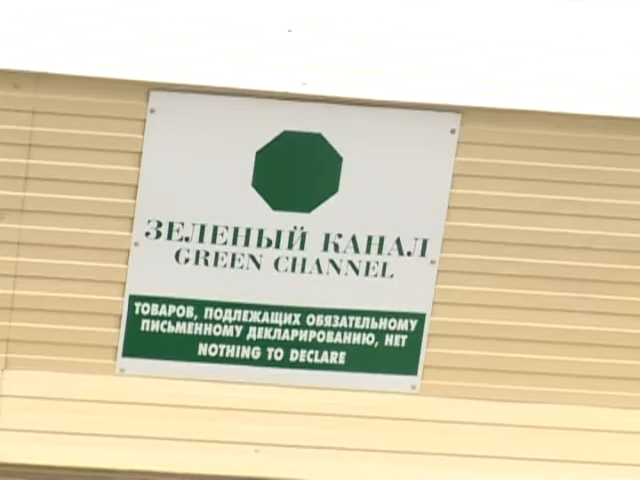 ЗЕЛЕНЫЙ КАНАЛ
GREEN CHANNEL
ТОВАРОВ, ПОДЛЕЖАЩИХ ОБЯЗАТЕЛЬНОМУ
ПИСЬМЕННОМУ ДЕКЛАРИРОВАНИЮ, НЕТ
NOTHING TO DECLARE